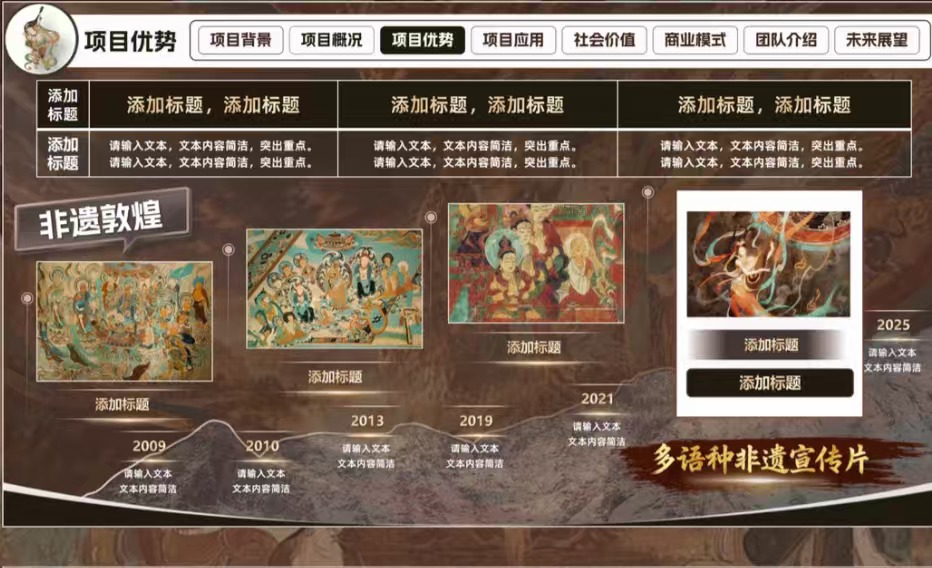 项目优势
项目背景
项目概况
项目优势
项目应用
社会价值
商业模式
团队介绍
未来展望
添加
标题
添加标题，添加标题
添加标题，添加标题
添加标题，添加标题
添加
标题
请输入文本，文本内容简洁，突出重点。
请输入文本，文本内容简洁，突出重点。
请输入文本，文本内容简洁，突出重点。
请输入文本，文本内容简洁，突出重点。
请输入文本，文本内容简洁，突出重点。
请输入文本，文本内容简洁，突出重点。
非遗敦煌
添加标题
添加标题
添加标题
添加标题
添加标题
2009
请输入文本
文本内容简洁
2010
请输入文本
文本内容简洁
2013
请输入文本
文本内容简洁
2019
请输入文本
文本内容简洁
2021
请输入文本
文本内容简洁
2025
请输入文本
文本内容简洁
多语种非遗宣传片